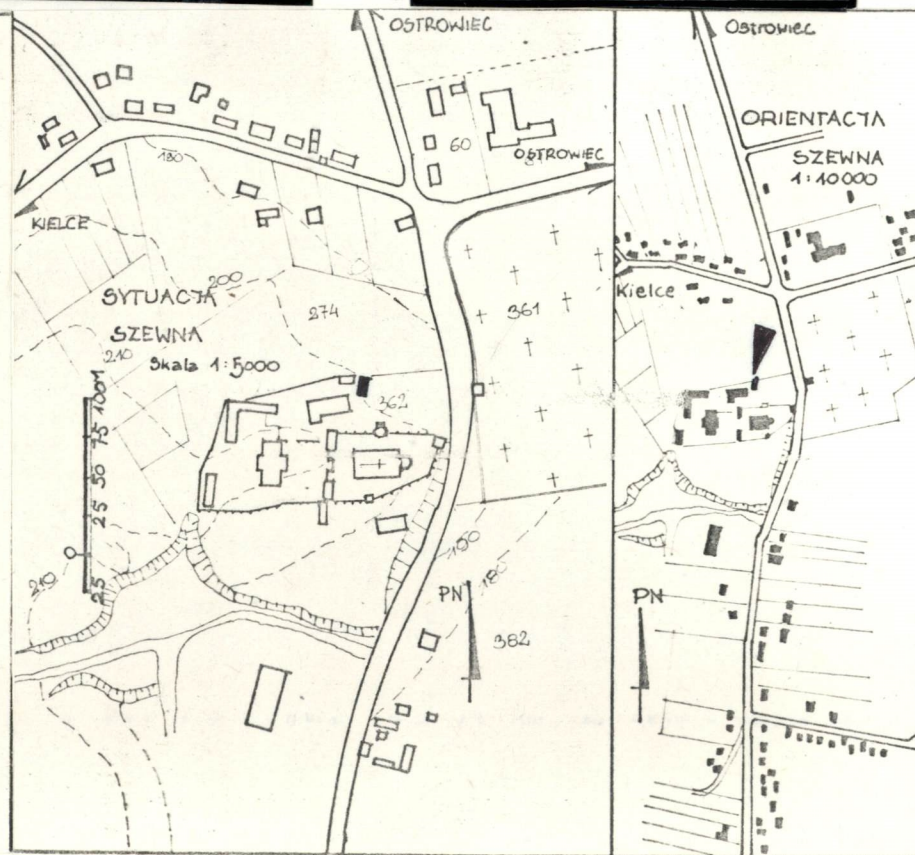 OSTROWIEC
60
OSTROWIEC
180
KIELCE
SYTUACJA
200
SZEWNA
274
361
210
Skala 1:5000
362
100M
75
50
25
0
25
210
190
180
PN
382
Ostrowiec
ORIENTACJA
SZEWNA
1:10000
Kielce
PN